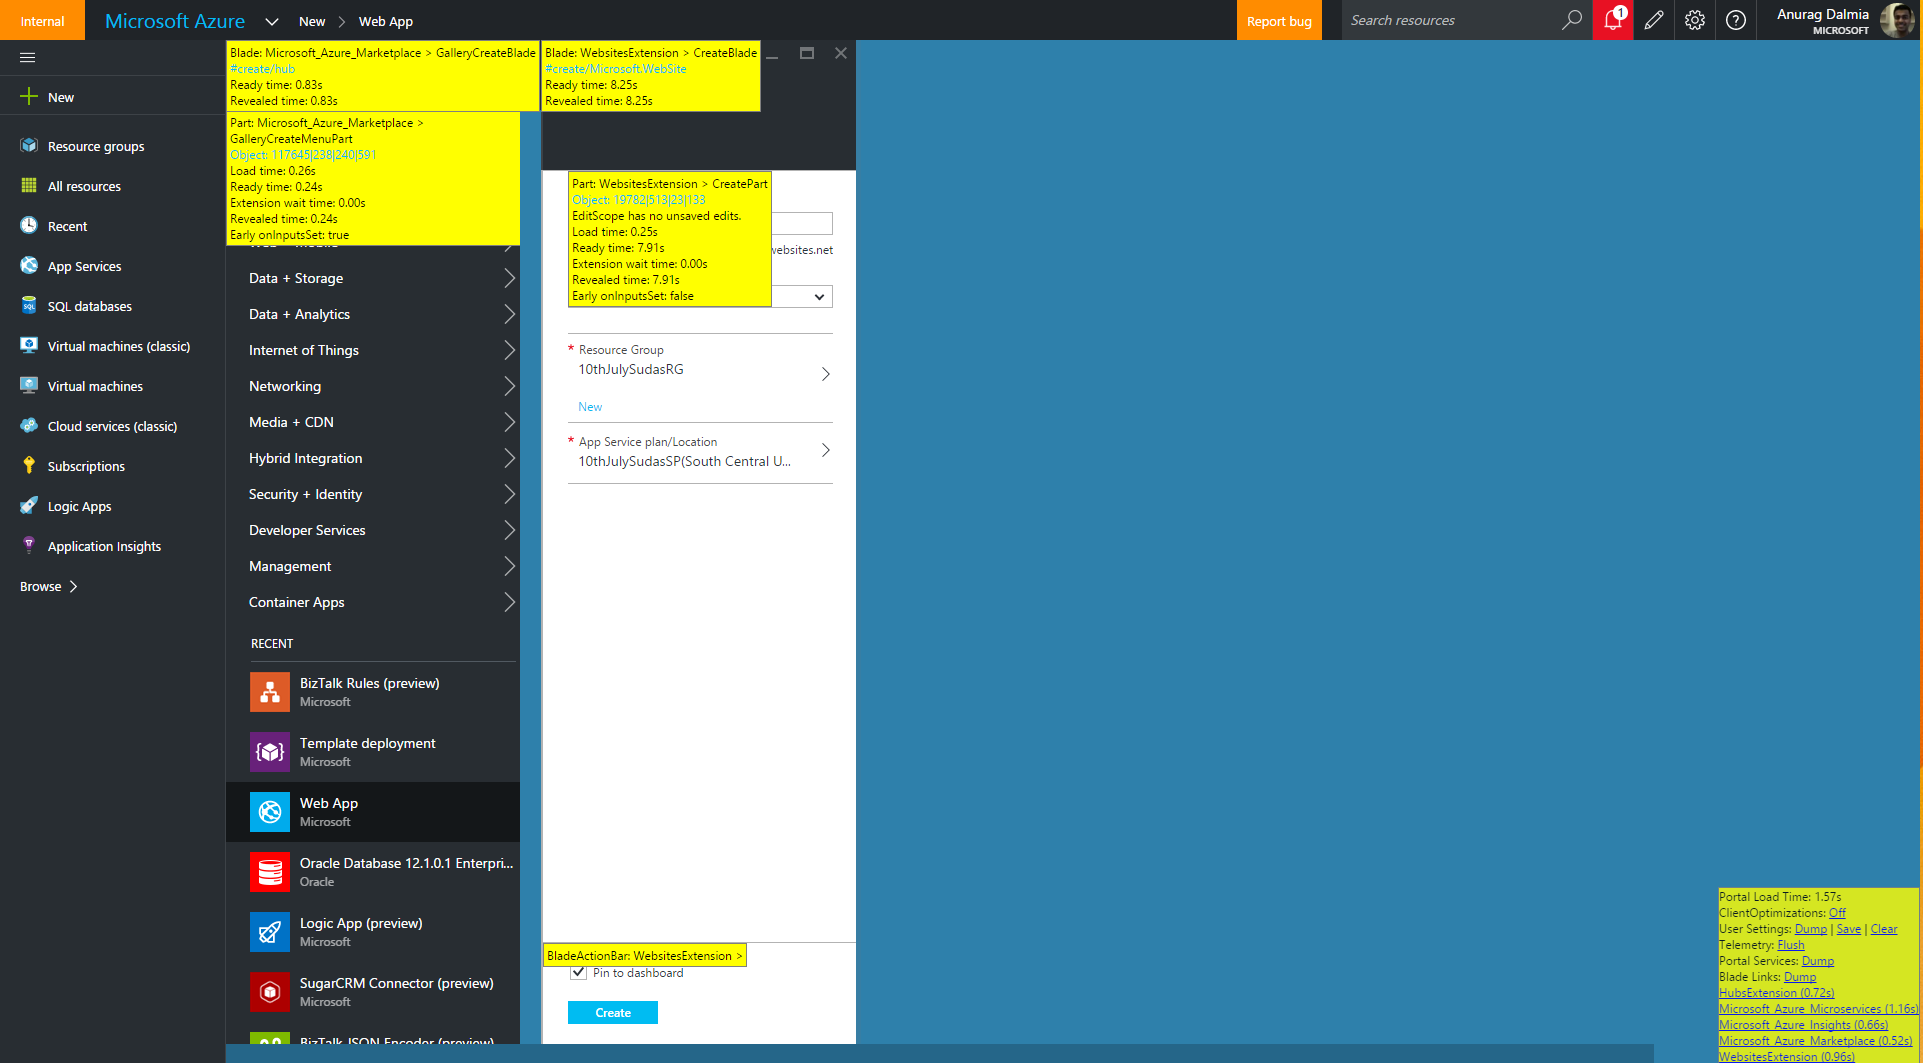 Internal
Microsoft Azure
New
Web App
Report bug
Search resources
1
Anurag Dalmia
MICROSOFT
New
Resource groups
All resources
Recent
App Services
SQL databases
Virtual machines (classic)
Virtual machines
Cloud services (classic)
Subscriptions
Logic Apps
Application Insights
Browse
Blade: Microsoft_Azure_Marketplace > GalleryCreateBlade
#create/hub
Ready time: 0.83s
Revealed time: 0.83s
Part: Microsoft_Azure_Marketplace >
GalleryCreateMenuPart
Object: 117645|238|240|591
Load time: 0.26s
Ready time: 0.24s
Extension wait time: 0.00s
Revealed time: 0.24s
Early onInputsSet: true
Data + Storage
Data + Analytics
Internet of Things
Networking
Media + CDN
Hybrid Integration
Security + Identity
Developer Services
Management
Container Apps
RECENT
BizTalk Rules (preview)
Microsoft
Template deployment
Microsoft
Web App
Microsoft
Oracle Database 12.1.0.1 Enterpri...
Oracle
Logic App (preview)
Microsoft
SugarCRM Connector (preview)
Microsoft
BizTalk JSON Encoder (preview)
Blade: WebsitesExtension > CreateBlade
#create/Microsoft.WebSite
Ready time: 8.25s
Revealed time: 8.25s
Part: WebsitesExtension > CreatePart
Object: 19782|513|23|133
EditScope has no unsaved edits.
Load time: 0.25s
Ready time: 7.91s
Extension wait time: 0.00s
Revealed time: 7.91s
Early onInputsSet: false
websites.net
* Resource Group
10thJulySudasRG
New
* App Service plan/Location
10thJulySudasSP(South Central U...
BladeActionBar: WebsitesExtension >
Pin to dashboard
Create
Portal Load Time: 1.57s
ClientOptimizations: Off
User Settings: Dump | Save | Clear
Telemetry: Flush
Portal Services: Dump
Blade Links: Dump
HubsExtension (0.72s)
Microsoft_Azure_Microservices (1.16s)
Microsoft_Azure_Insights (0.66s)
Microsoft_Azure_Marketplace (0.52s)
WebsitesExtension (0.96s)